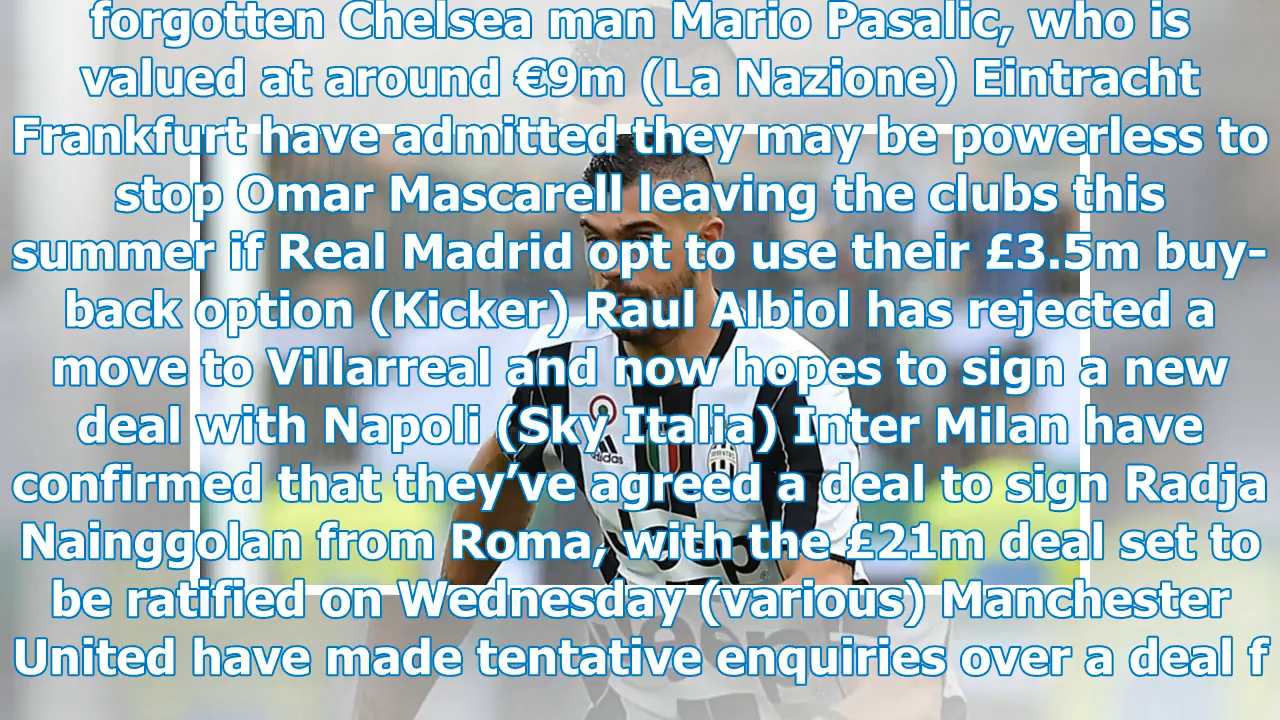 forgotten Chelsea man Mario Pasalic, who is
valued at around €9m (La Nazione) Eintracht
Frankfurt have admitted they may be powerless to
stop Omar Mascarell leaving the clubs this
summer if Real Madrid opt to use their £3.5m buy-
back option (Kicker) Raul Albiol has rejected a
move to Villarreal and now hopes to sign a new
deal with Napoli (Sky Italia) Inter Milan have
confirmed that they’ve agreed a deal to sign Radja
Nainggolan from Roma, with the £21m deal set to
be ratified on Wednesday (various) Manchester
United have made tentative enquiries over a deal f
adidas
JUVENTUS
Jeep
Jeep